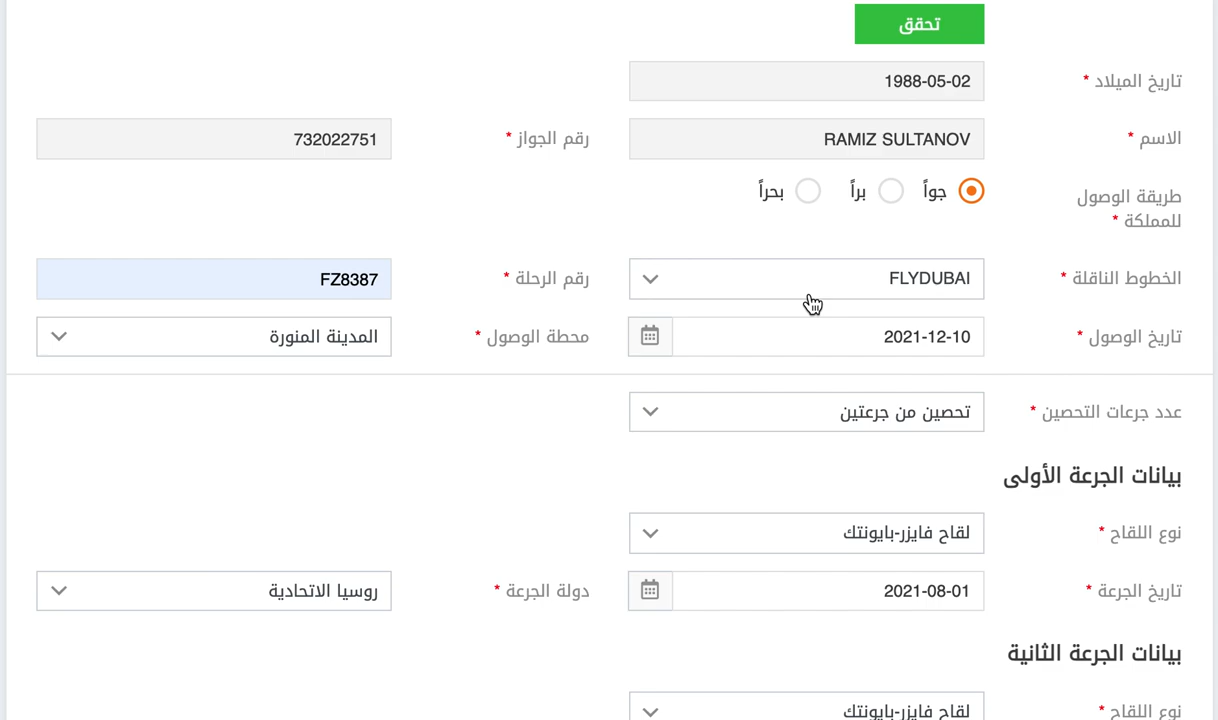 تحقق
تاريخ الميلاد * 1988-05-02
الاسم * RAMIZ SULTANOV رقم الجواز * 732022751
طريقة الوصول للمملكة * جواً براً بحراً
الخطوط الناقلة * FLYDUBAI رقم الرحلة * FZ8387
تاريخ الوصول * 2021-12-10 محطة الوصول * المدينة المنورة
عدد جرعات التحصين * تحصين من جرعتين
بيانات الجرعة الأولى
نوع اللقاح * لقاح فايزر-بايونتك
تاريخ الجرعة * 2021-08-01 دولة الجرعة * روسيا الاتحادية
بيانات الجرعة الثانية
نوع اللقاح * لقاح فايزر-بايونتك